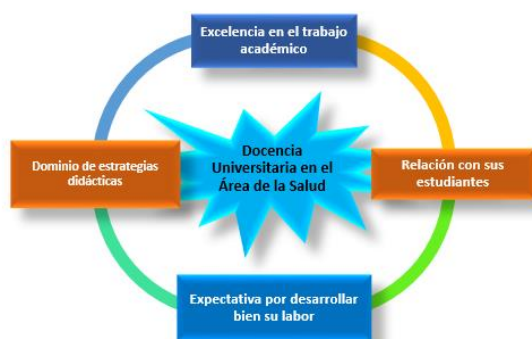 Excelencia en el trabajo
académico
Dominio de estrategias
didácticas
Docencia
Universitaria en el
Área de la Salud
Relación con sus
estudiantes
Expectativa por desarrollar
bien su labor